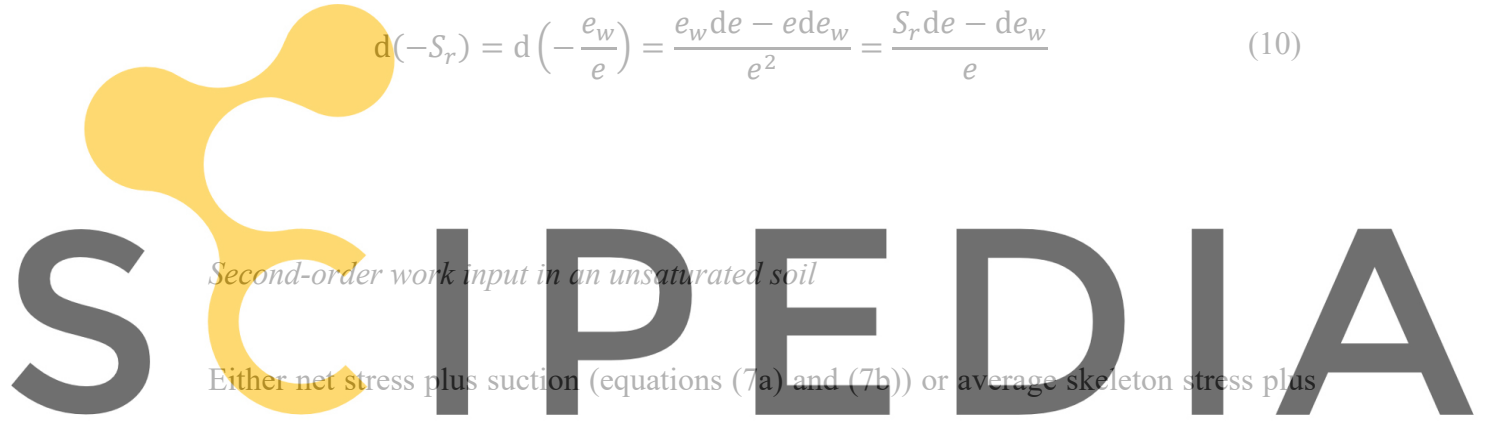 d(−S_r) = d(−e_w/e) = (e_w de − e de_w)/e² = (S_r de − de_w)/e (10)
Second-order work input in an unsaturated soil
SCIPEDIA
Either net stress plus suction (equations (7a) and (7b)) or average skeleton stress plus